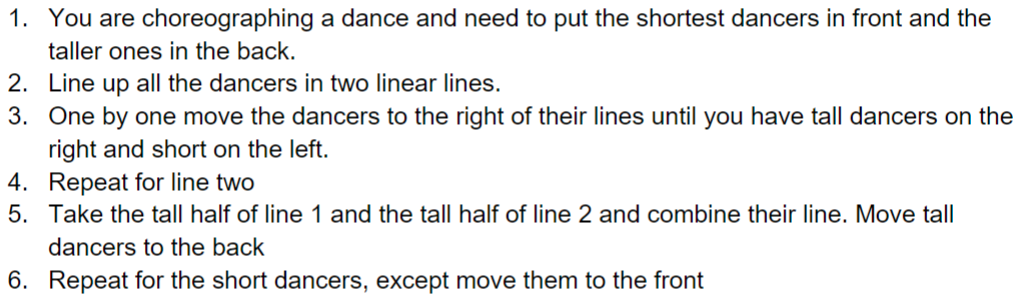 1. You are choreographing a dance and need to put the shortest dancers in front and the
taller ones in the back.
2. Line up all the dancers in two linear lines.
3. One by one move the dancers to the right of their lines until you have tall dancers on the
right and short on the left.
4. Repeat for line two
5. Take the tall half of line 1 and the tall half of line 2 and combine their line. Move tall
dancers to the back
6. Repeat for the short dancers, except move them to the front